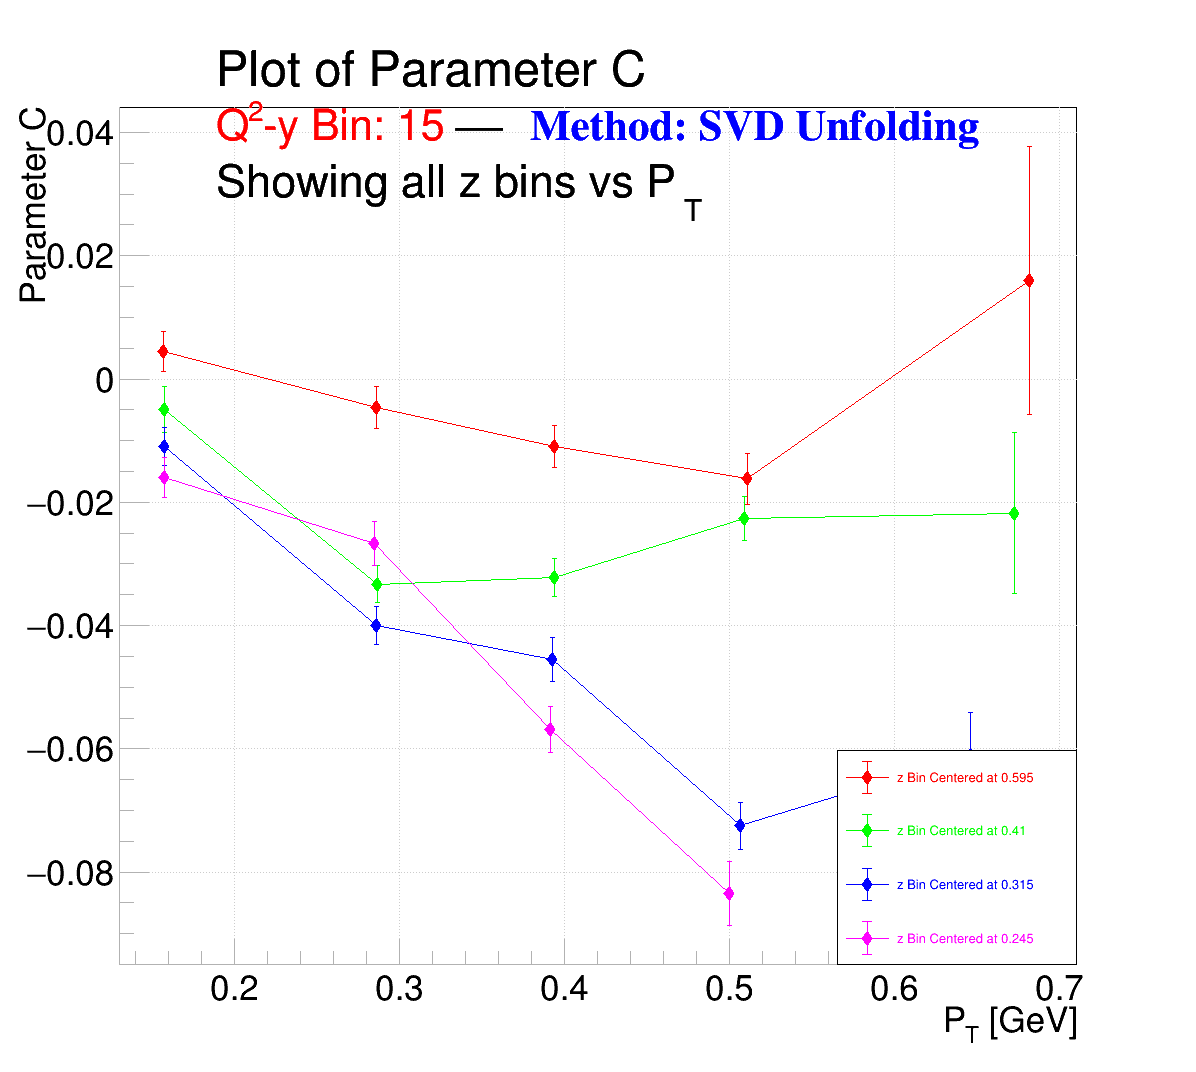 Plot of Parameter C
Q²-y Bin: 15 — Method: SVD Unfolding
Showing all z bins vs P_T
Parameter C
0.04
0.02
0
−0.02
−0.04
−0.06
−0.08
z Bin Centered at 0.595
z Bin Centered at 0.41
z Bin Centered at 0.315
z Bin Centered at 0.245
0.2 0.3 0.4 0.5 0.6 0.7
P_T [GeV]